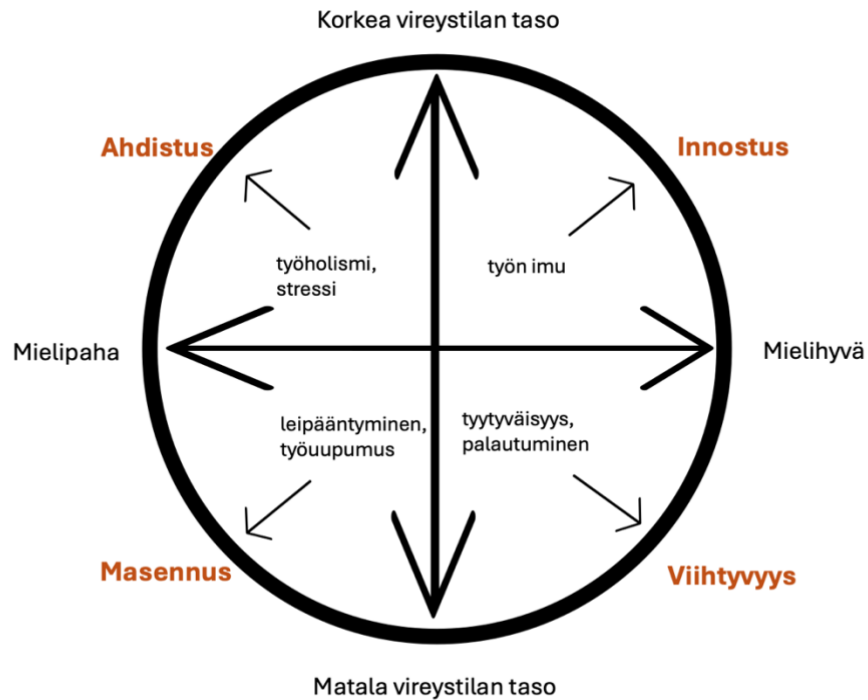 Korkea vireystilan taso
Ahdistus
Innostus
työholismi,
stressi
työn imu
Mielipaha
Mielihyvä
leipääntyminen,
työuupumus
tyytyväisyys,
palautuminen
Masennus
Viihtyvyys
Matala vireystilan taso